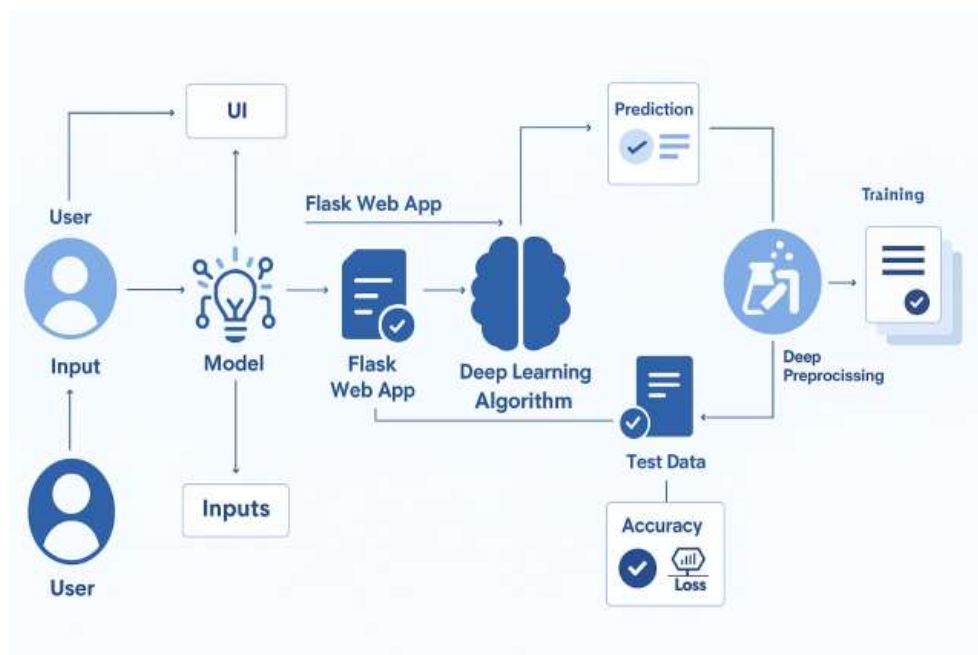 UI
Prediction
Flask Web App
Training
User
Input
Model
Flask
Web App
Deep Learning
Algorithm
Deep
Preprocissing
Test Data
Inputs
User
Accuracy
Loss